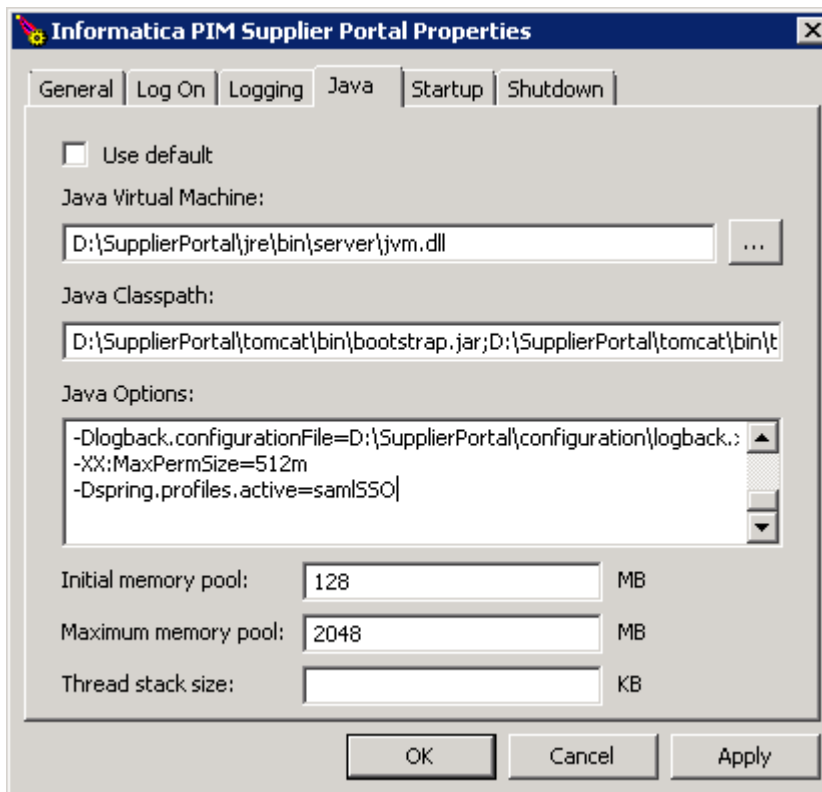 Informatica PIM Supplier Portal Properties
General Log On Logging Java Startup Shutdown
Use default
Java Virtual Machine:
D:\SupplierPortal\jre\bin\server\jvm.dll
...
Java Classpath:
D:\SupplierPortal\tomcat\bin\bootstrap.jar;D:\SupplierPortal\tomcat\bin\t
Java Options:
-Dlogback.configurationFile=D:\SupplierPortal\configuration\logback.x
-XX:MaxPermSize=512m
-Dspring.profiles.active=samlSSO
Initial memory pool: 128 MB
Maximum memory pool: 2048 MB
Thread stack size: KB
OK Cancel Apply